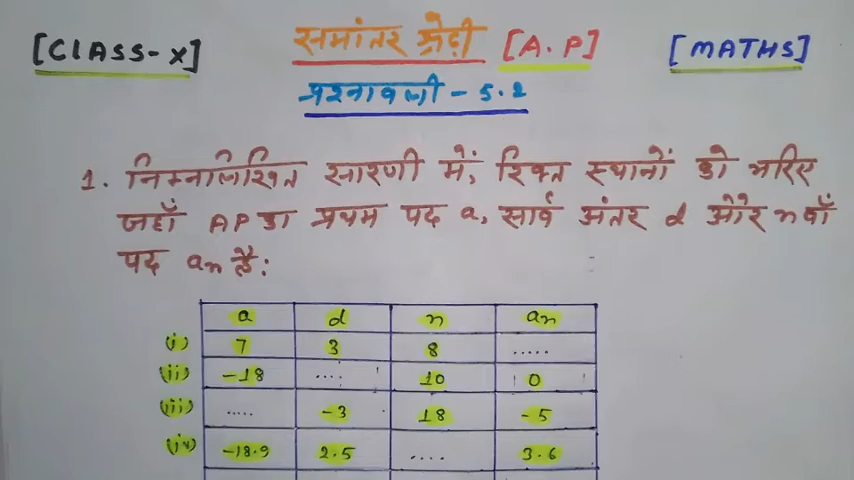 [CLASS-X] समांतर श्रेढ़ी [A.P] [MATHS]
प्रश्नावली - 5.2
1. निम्नलिखित सारणी में, रिक्त स्थानों को भरिए
जहाँ AP का प्रथम पद a, सार्व अंतर d और n वाँ
पद an है:
a d n an
(i) 7 3 8 .....
(ii) -18 .... 10 0
(iii) ..... -3 18 -5
(iv) -18.9 2.5 .... 3.6